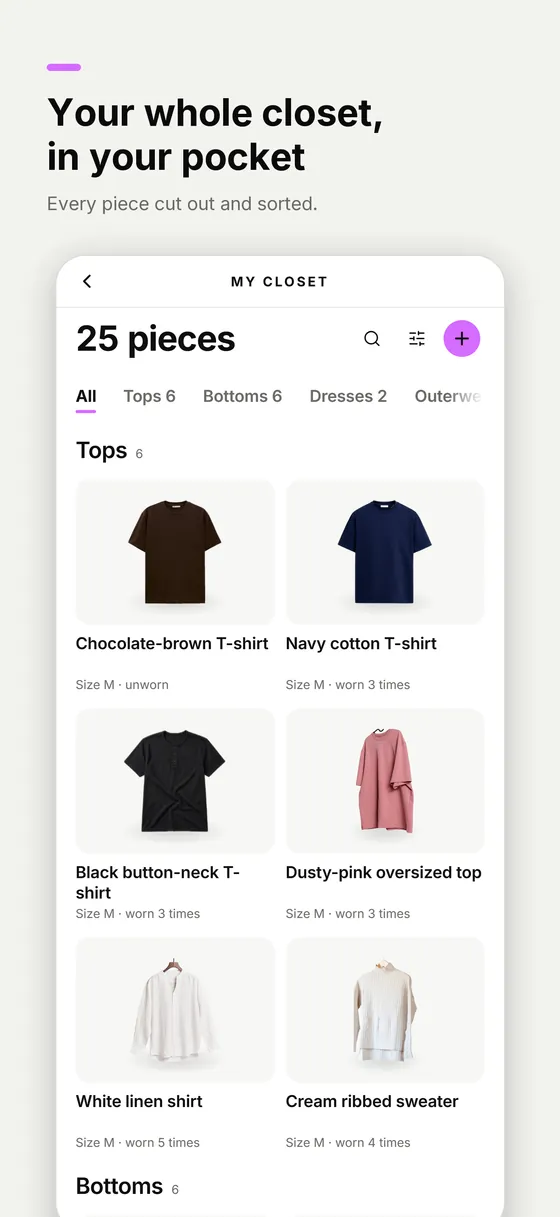 Your whole closet,
in your pocket
Every piece cut out and sorted.
MY CLOSET
25 pieces
All Tops 6 Bottoms 6 Dresses 2 Outerwe
Tops 6
Chocolate-brown T-shirt Navy cotton T-shirt
Size M · unworn Size M · worn 3 times
Black button-neck T- Dusty-pink oversized top
shirt
Size M · worn 3 times Size M · worn 3 times
White linen shirt Cream ribbed sweater
Size M · worn 5 times Size M · worn 4 times
Bottoms 6